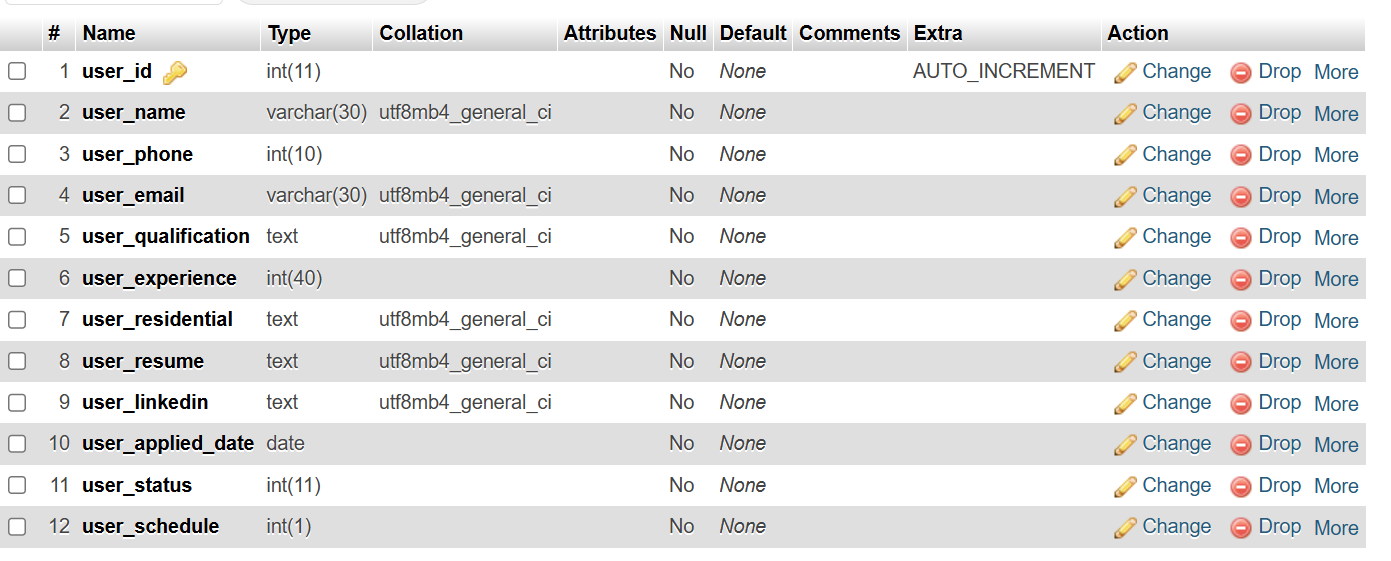 # Name Type Collation Attributes Null Default Comments Extra Action
1 user_id int(11) No None AUTO_INCREMENT Change Drop More
2 user_name varchar(30) utf8mb4_general_ci No None Change Drop More
3 user_phone int(10) No None Change Drop More
4 user_email varchar(30) utf8mb4_general_ci No None Change Drop More
5 user_qualification text utf8mb4_general_ci No None Change Drop More
6 user_experience int(40) No None Change Drop More
7 user_residential text utf8mb4_general_ci No None Change Drop More
8 user_resume text utf8mb4_general_ci No None Change Drop More
9 user_linkedin text utf8mb4_general_ci No None Change Drop More
10 user_applied_date date No None Change Drop More
11 user_status int(11) No None Change Drop More
12 user_schedule int(1) No None Change Drop More